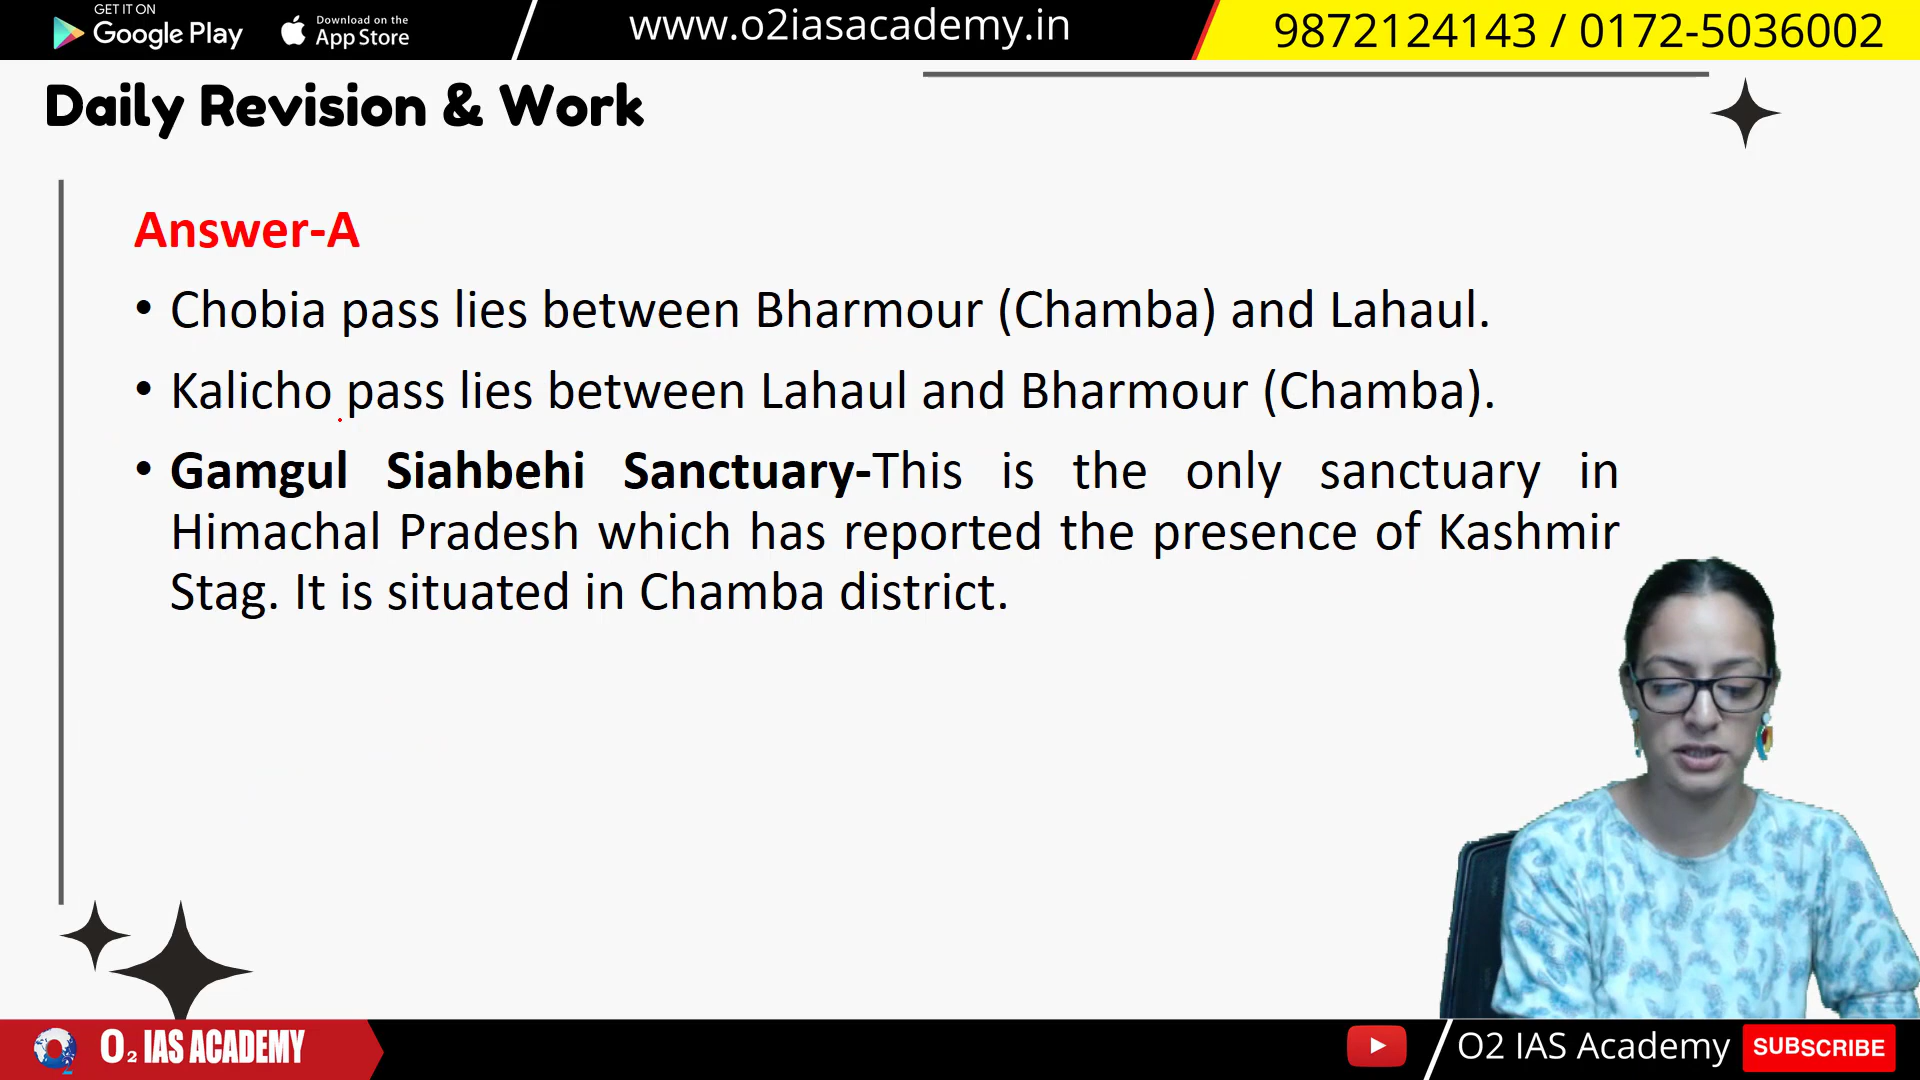 GET IT ON
Google Play
Download on the
App Store
www.o2iasacademy.in
9872124143 / 0172-5036002
Daily Revision & Work
Answer-A
• Chobia pass lies between Bharmour (Chamba) and Lahaul.
• Kalicho pass lies between Lahaul and Bharmour (Chamba).
• Gamgul Siahbehi Sanctuary-This is the only sanctuary in
Himachal Pradesh which has reported the presence of Kashmir
Stag. It is situated in Chamba district.
O2 IAS ACADEMY
O2 IAS Academy
SUBSCRIBE